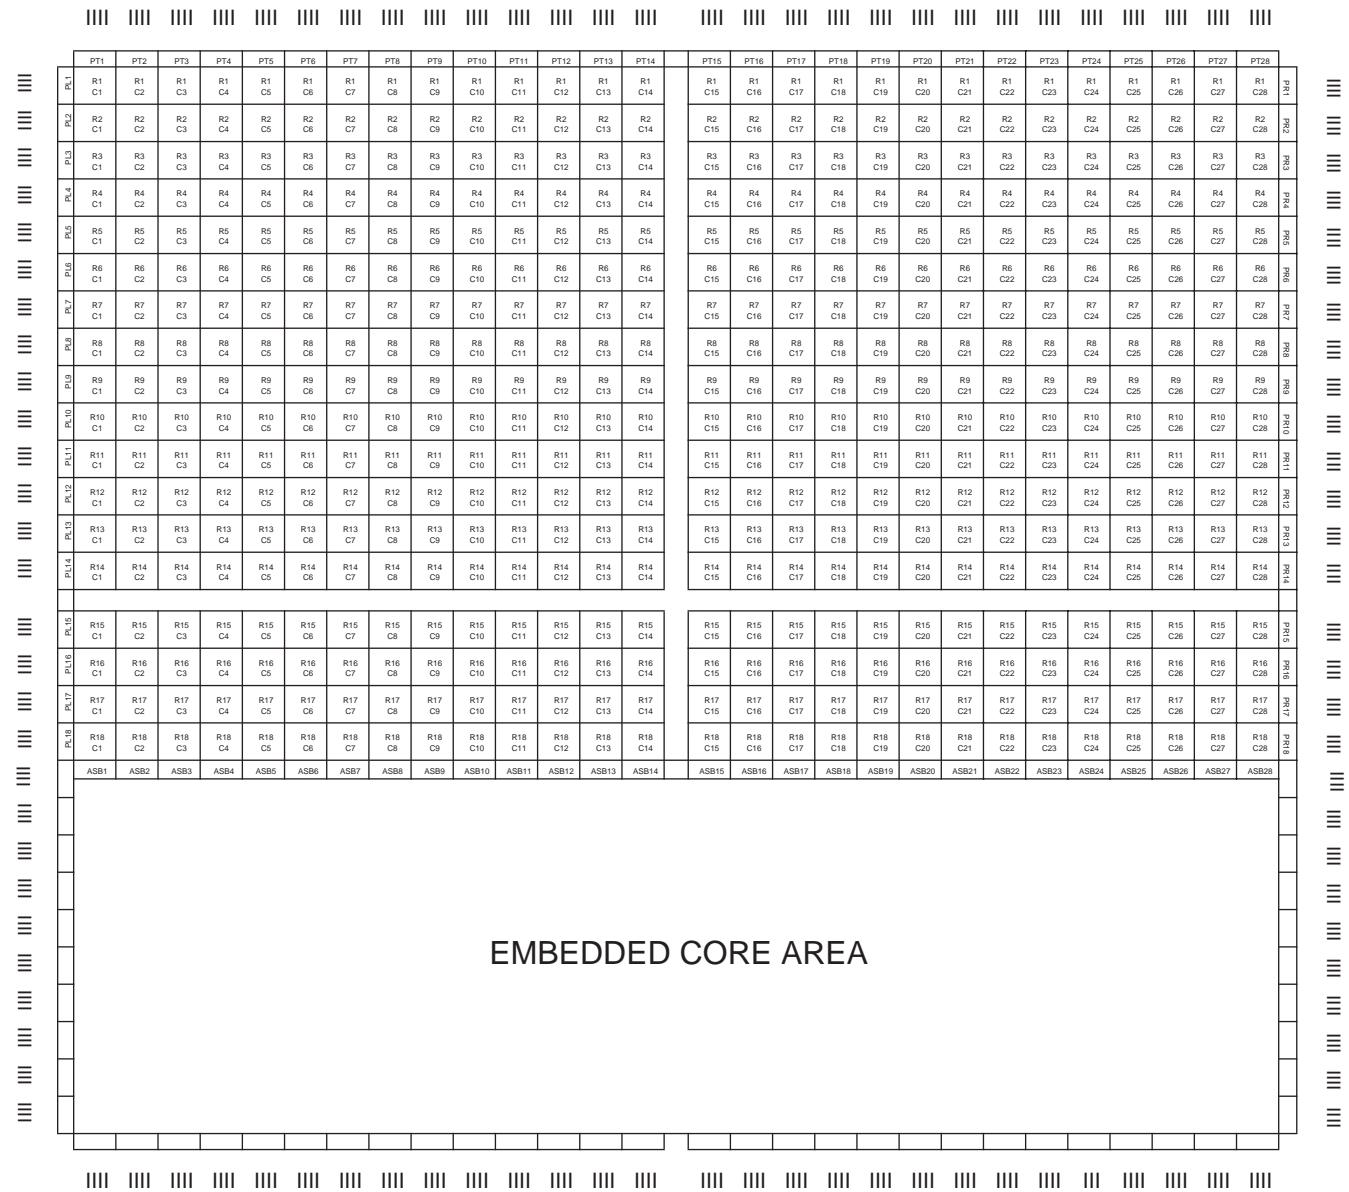 PT1 PT2 PT3 PT4 PT5 PT6 PT7 PT8 PT9 PT10 PT11 PT12 PT13 PT14 PT15 PT16 PT17 PT18 PT19 PT20 PT21 PT22 PT23 PT24 PT25 PT26 PT27 PT28
PL1 R1 R1 R1 R1 R1 R1 R1 R1 R1 R1 R1 R1 R1 R1 R1 R1 R1 R1 R1 R1 R1 R1 R1 R1 R1 R1 R1 R1 PR1
C1 C2 C3 C4 C5 C6 C7 C8 C9 C10 C11 C12 C13 C14 C15 C16 C17 C18 C19 C20 C21 C22 C23 C24 C25 C26 C27 C28
PL2 R2 R2 R2 R2 R2 R2 R2 R2 R2 R2 R2 R2 R2 R2 R2 R2 R2 R2 R2 R2 R2 R2 R2 R2 R2 R2 R2 R2 PR2
C1 C2 C3 C4 C5 C6 C7 C8 C9 C10 C11 C12 C13 C14 C15 C16 C17 C18 C19 C20 C21 C22 C23 C24 C25 C26 C27 C28
PL3 R3 R3 R3 R3 R3 R3 R3 R3 R3 R3 R3 R3 R3 R3 R3 R3 R3 R3 R3 R3 R3 R3 R3 R3 R3 R3 R3 R3 PR3
C1 C2 C3 C4 C5 C6 C7 C8 C9 C10 C11 C12 C13 C14 C15 C16 C17 C18 C19 C20 C21 C22 C23 C24 C25 C26 C27 C28
PL4 R4 R4 R4 R4 R4 R4 R4 R4 R4 R4 R4 R4 R4 R4 R4 R4 R4 R4 R4 R4 R4 R4 R4 R4 R4 R4 R4 R4 PR4
C1 C2 C3 C4 C5 C6 C7 C8 C9 C10 C11 C12 C13 C14 C15 C16 C17 C18 C19 C20 C21 C22 C23 C24 C25 C26 C27 C28
PL5 R5 R5 R5 R5 R5 R5 R5 R5 R5 R5 R5 R5 R5 R5 R5 R5 R5 R5 R5 R5 R5 R5 R5 R5 R5 R5 R5 R5 PR5
C1 C2 C3 C4 C5 C6 C7 C8 C9 C10 C11 C12 C13 C14 C15 C16 C17 C18 C19 C20 C21 C22 C23 C24 C25 C26 C27 C28
PL6 R6 R6 R6 R6 R6 R6 R6 R6 R6 R6 R6 R6 R6 R6 R6 R6 R6 R6 R6 R6 R6 R6 R6 R6 R6 R6 R6 R6 PR6
C1 C2 C3 C4 C5 C6 C7 C8 C9 C10 C11 C12 C13 C14 C15 C16 C17 C18 C19 C20 C21 C22 C23 C24 C25 C26 C27 C28
PL7 R7 R7 R7 R7 R7 R7 R7 R7 R7 R7 R7 R7 R7 R7 R7 R7 R7 R7 R7 R7 R7 R7 R7 R7 R7 R7 R7 R7 PR7
C1 C2 C3 C4 C5 C6 C7 C8 C9 C10 C11 C12 C13 C14 C15 C16 C17 C18 C19 C20 C21 C22 C23 C24 C25 C26 C27 C28
PL8 R8 R8 R8 R8 R8 R8 R8 R8 R8 R8 R8 R8 R8 R8 R8 R8 R8 R8 R8 R8 R8 R8 R8 R8 R8 R8 R8 R8 PR8
C1 C2 C3 C4 C5 C6 C7 C8 C9 C10 C11 C12 C13 C14 C15 C16 C17 C18 C19 C20 C21 C22 C23 C24 C25 C26 C27 C28
PL9 R9 R9 R9 R9 R9 R9 R9 R9 R9 R9 R9 R9 R9 R9 R9 R9 R9 R9 R9 R9 R9 R9 R9 R9 R9 R9 R9 R9 PR9
C1 C2 C3 C4 C5 C6 C7 C8 C9 C10 C11 C12 C13 C14 C15 C16 C17 C18 C19 C20 C21 C22 C23 C24 C25 C26 C27 C28
PL10 R10 R10 R10 R10 R10 R10 R10 R10 R10 R10 R10 R10 R10 R10 R10 R10 R10 R10 R10 R10 R10 R10 R10 R10 R10 R10 R10 R10 PR10
C1 C2 C3 C4 C5 C6 C7 C8 C9 C10 C11 C12 C13 C14 C15 C16 C17 C18 C19 C20 C21 C22 C23 C24 C25 C26 C27 C28
PL11 R11 R11 R11 R11 R11 R11 R11 R11 R11 R11 R11 R11 R11 R11 R11 R11 R11 R11 R11 R11 R11 R11 R11 R11 R11 R11 R11 R11 PR11
C1 C2 C3 C4 C5 C6 C7 C8 C9 C10 C11 C12 C13 C14 C15 C16 C17 C18 C19 C20 C21 C22 C23 C24 C25 C26 C27 C28
PL12 R12 R12 R12 R12 R12 R12 R12 R12 R12 R12 R12 R12 R12 R12 R12 R12 R12 R12 R12 R12 R12 R12 R12 R12 R12 R12 R12 R12 PR12
C1 C2 C3 C4 C5 C6 C7 C8 C9 C10 C11 C12 C13 C14 C15 C16 C17 C18 C19 C20 C21 C22 C23 C24 C25 C26 C27 C28
PL13 R13 R13 R13 R13 R13 R13 R13 R13 R13 R13 R13 R13 R13 R13 R13 R13 R13 R13 R13 R13 R13 R13 R13 R13 R13 R13 R13 R13 PR13
C1 C2 C3 C4 C5 C6 C7 C8 C9 C10 C11 C12 C13 C14 C15 C16 C17 C18 C19 C20 C21 C22 C23 C24 C25 C26 C27 C28
PL14 R14 R14 R14 R14 R14 R14 R14 R14 R14 R14 R14 R14 R14 R14 R14 R14 R14 R14 R14 R14 R14 R14 R14 R14 R14 R14 R14 R14 PR14
C1 C2 C3 C4 C5 C6 C7 C8 C9 C10 C11 C12 C13 C14 C15 C16 C17 C18 C19 C20 C21 C22 C23 C24 C25 C26 C27 C28
PL15 R15 R15 R15 R15 R15 R15 R15 R15 R15 R15 R15 R15 R15 R15 R15 R15 R15 R15 R15 R15 R15 R15 R15 R15 R15 R15 R15 R15 PR15
C1 C2 C3 C4 C5 C6 C7 C8 C9 C10 C11 C12 C13 C14 C15 C16 C17 C18 C19 C20 C21 C22 C23 C24 C25 C26 C27 C28
PL16 R16 R16 R16 R16 R16 R16 R16 R16 R16 R16 R16 R16 R16 R16 R16 R16 R16 R16 R16 R16 R16 R16 R16 R16 R16 R16 R16 R16 PR16
C1 C2 C3 C4 C5 C6 C7 C8 C9 C10 C11 C12 C13 C14 C15 C16 C17 C18 C19 C20 C21 C22 C23 C24 C25 C26 C27 C28
PL17 R17 R17 R17 R17 R17 R17 R17 R17 R17 R17 R17 R17 R17 R17 R17 R17 R17 R17 R17 R17 R17 R17 R17 R17 R17 R17 R17 R17 PR17
C1 C2 C3 C4 C5 C6 C7 C8 C9 C10 C11 C12 C13 C14 C15 C16 C17 C18 C19 C20 C21 C22 C23 C24 C25 C26 C27 C28
PL18 R18 R18 R18 R18 R18 R18 R18 R18 R18 R18 R18 R18 R18 R18 R18 R18 R18 R18 R18 R18 R18 R18 R18 R18 R18 R18 R18 R18 PR18
C1 C2 C3 C4 C5 C6 C7 C8 C9 C10 C11 C12 C13 C14 C15 C16 C17 C18 C19 C20 C21 C22 C23 C24 C25 C26 C27 C28
ASB1 ASB2 ASB3 ASB4 ASB5 ASB6 ASB7 ASB8 ASB9 ASB10 ASB11 ASB12 ASB13 ASB14 ASB15 ASB16 ASB17 ASB18 ASB19 ASB20 ASB21 ASB22 ASB23 ASB24 ASB25 ASB26 ASB27 ASB28
EMBEDDED CORE AREA